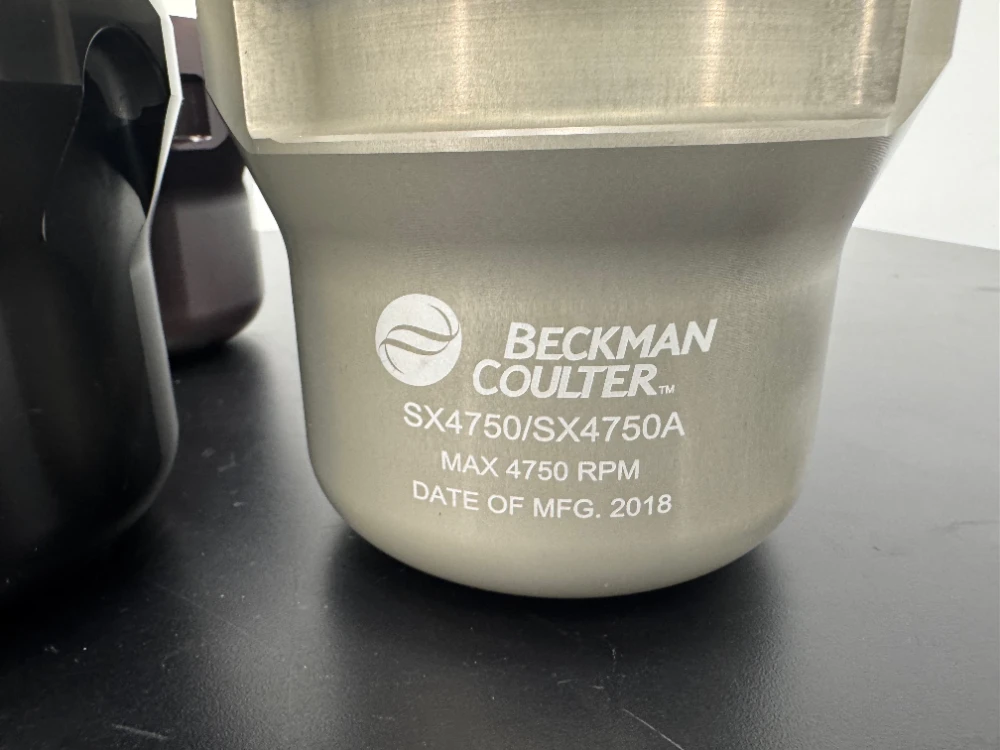 BECKMAN
COULTER™
SX4750/SX4750A
MAX 4750 RPM
DATE OF MFG. 2018